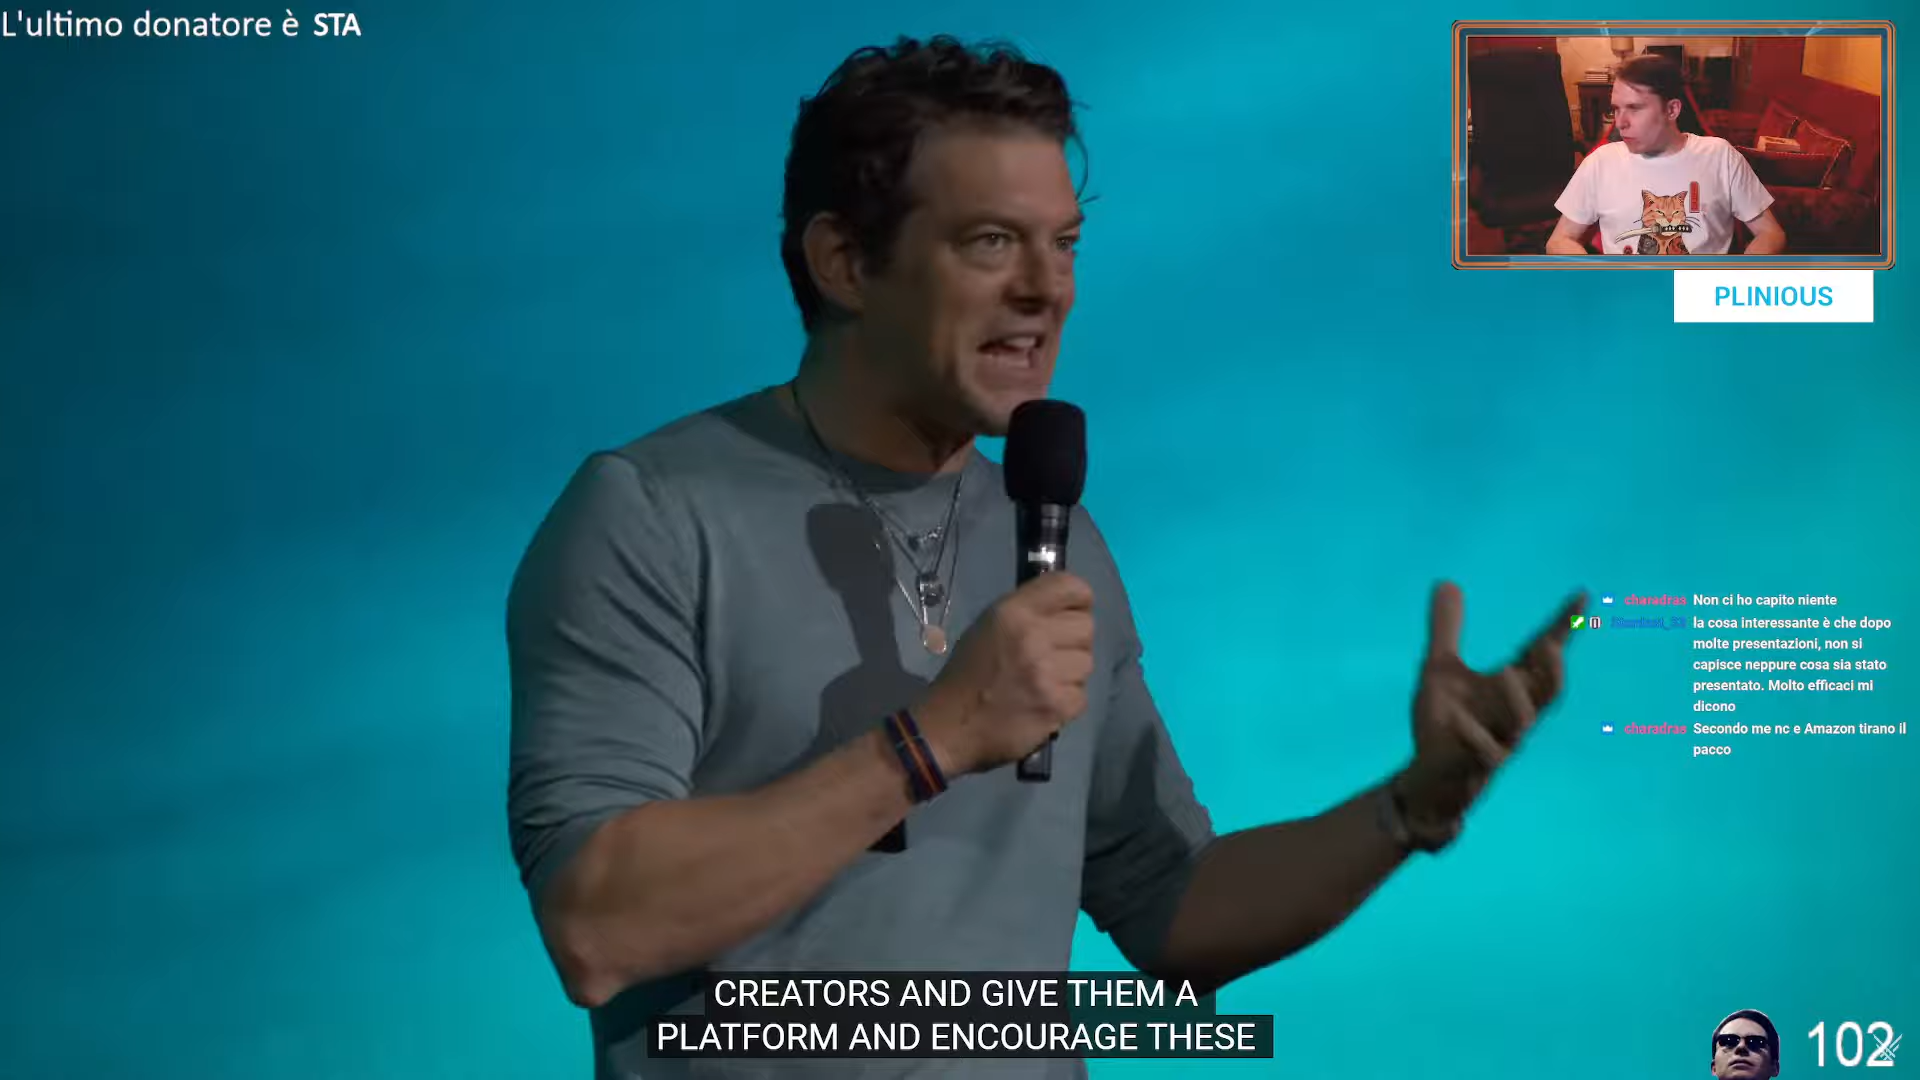 L'ultimo donatore è STA
PLINIOUS
charadras Non ci ho capito niente
la cosa interessante è che dopo
molte presentazioni, non si
capisce neppure cosa sia stato
presentato. Molto efficaci mi
dicono
charadras Secondo me nc e Amazon tirano il
pacco
CREATORS AND GIVE THEM A
PLATFORM AND ENCOURAGE THESE
102